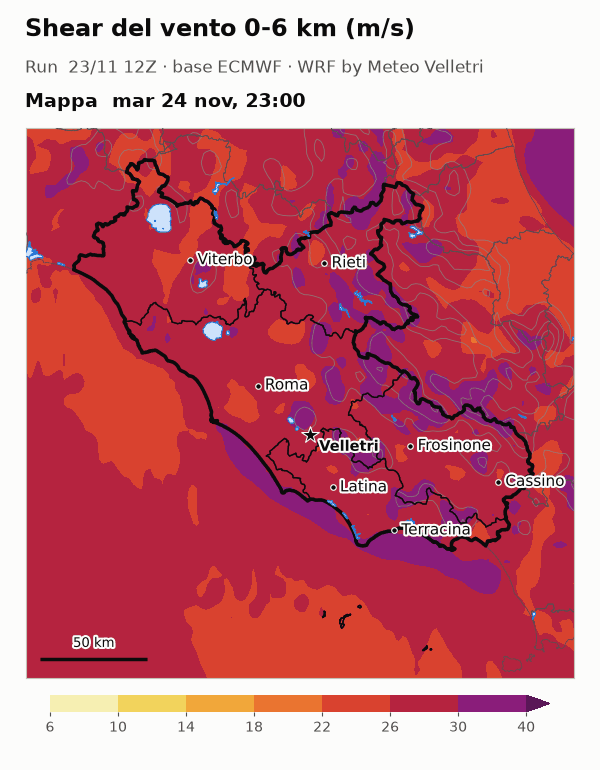 Shear del vento 0-6 km (m/s)
Run  23/11 12Z · base ECMWF · WRF by Meteo Velletri
Mappa  mar 24 nov, 23:00
Viterbo
Rieti
Roma
Velletri
Frosinone
Latina
Cassino
Terracina
50 km
6 10 14 18 22 26 30 40